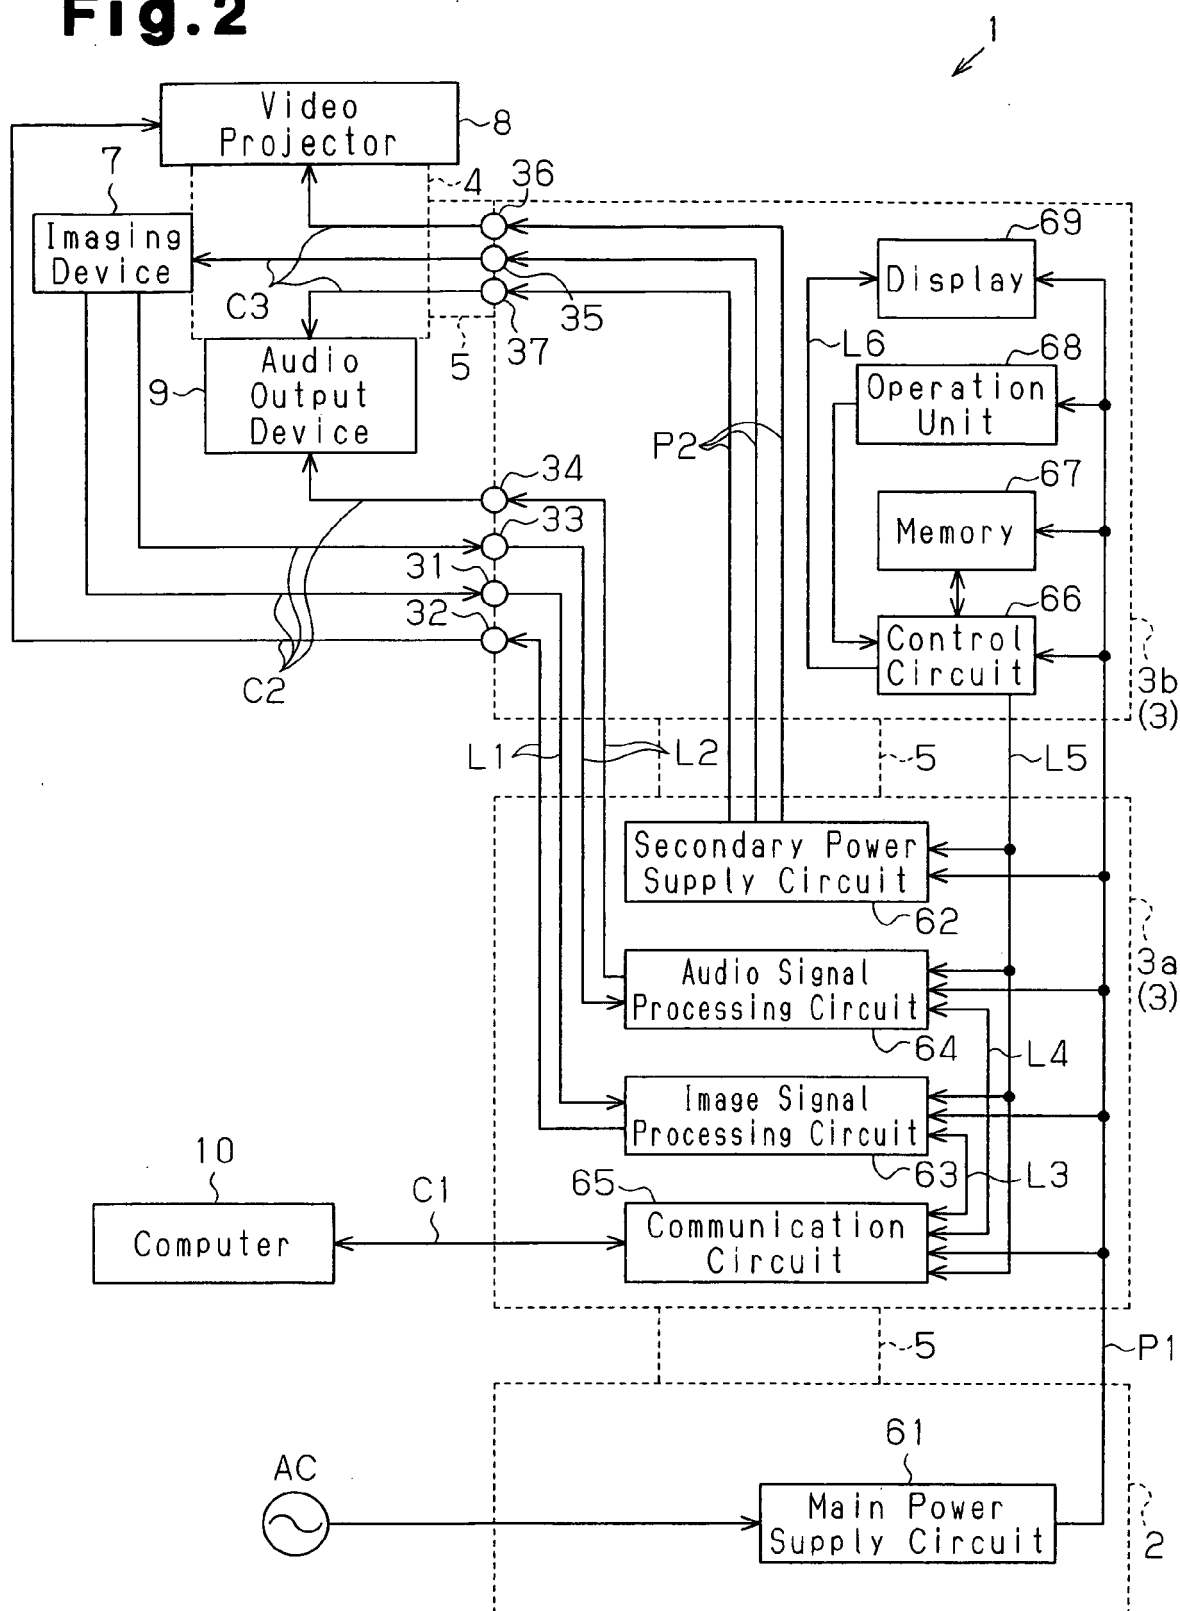 Fig.2
1
Video
Projector
8
7
4
36
Imaging
Device
69
Display
C3
35
37
5
L6
68
Audio
Output
Device
9
Operation
Unit
P2
34
67
33
Memory
31
32
66
Control
Circuit
C2
3b
(3)
L1
L2
5
L5
Secondary Power
Supply Circuit
62
3a
(3)
Audio Signal
Processing Circuit
64
L4
Image Signal
Processing Circuit
63
L3
10
C1
65
Computer
Communication
Circuit
5
P1
61
AC
Main Power
Supply Circuit
2